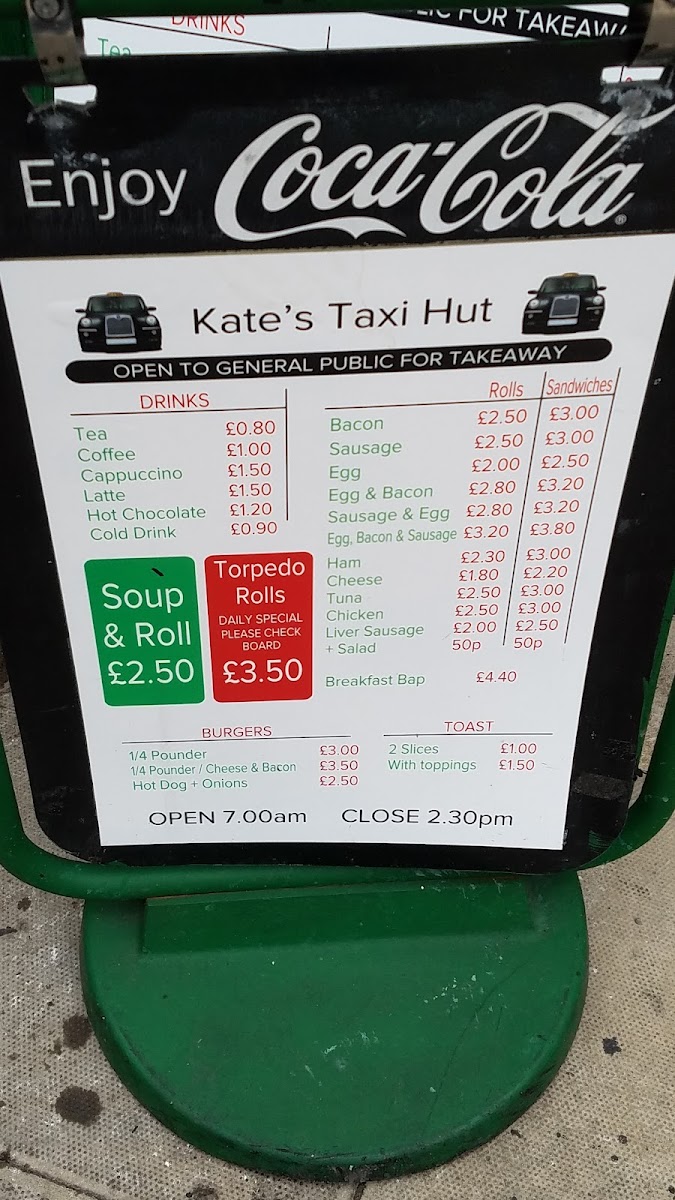 DRINKS
Tea
FOR TAKEAW
Enjoy Coca-Cola ®
Kate's Taxi Hut
OPEN TO GENERAL PUBLIC FOR TAKEAWAY
DRINKS
Tea £0.80
Coffee £1.00
Cappuccino £1.50
Latte £1.50
Hot Chocolate £1.20
Cold Drink £0.90
Rolls Sandwiches
Bacon £2.50 £3.00
Sausage £2.50 £3.00
Egg £2.00 £2.50
Egg & Bacon £2.80 £3.20
Sausage & Egg £2.80 £3.20
Egg, Bacon & Sausage £3.20 £3.80
Ham £2.30 £3.00
Cheese £1.80 £2.20
Tuna £2.50 £3.00
Chicken £2.50 £3.00
Liver Sausage £2.00 £2.50
+ Salad 50p 50p
Breakfast Bap £4.40
Soup
& Roll
£2.50
Torpedo
Rolls
DAILY SPECIAL
PLEASE CHECK
BOARD
£3.50
BURGERS
1/4 Pounder £3.00
1/4 Pounder / Cheese & Bacon £3.50
Hot Dog + Onions £2.50
TOAST
2 Slices £1.00
With toppings £1.50
OPEN 7.00am CLOSE 2.30pm